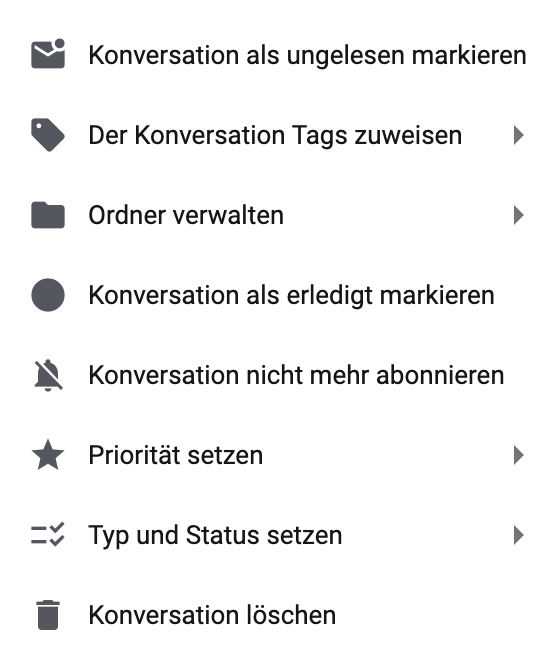 Konversation als ungelesen markieren
Der Konversation Tags zuweisen
Ordner verwalten
Konversation als erledigt markieren
Konversation nicht mehr abonnieren
Priorität setzen
Typ und Status setzen
Konversation löschen